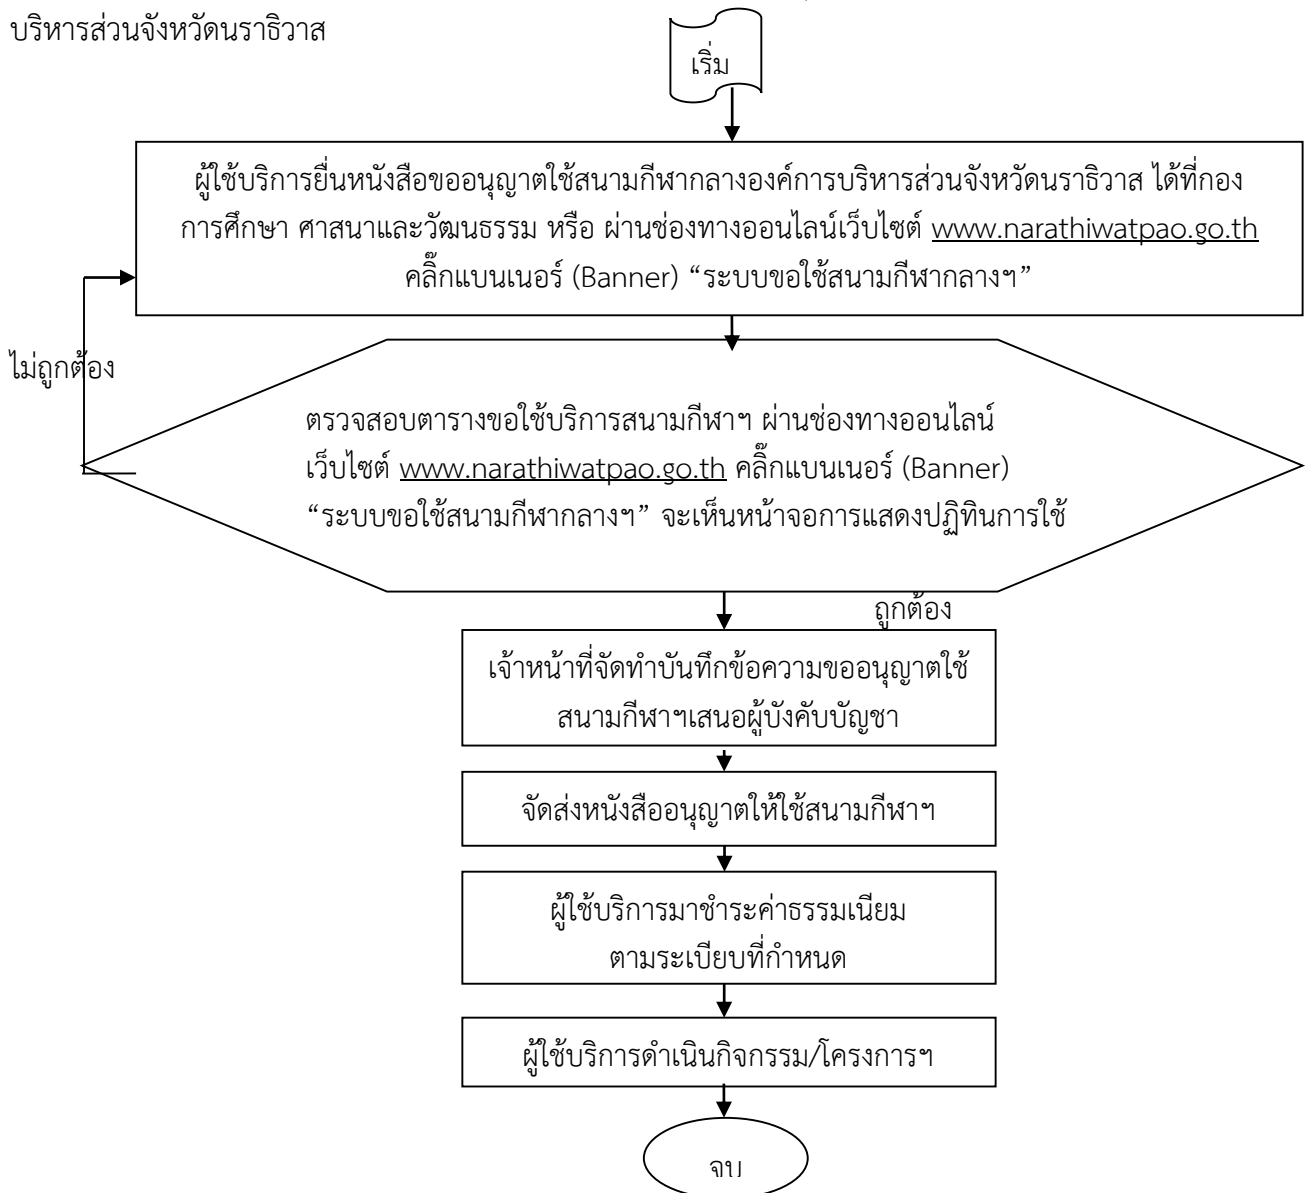 บริหารส่วนจังหวัดนราธิวาส
เริ่ม
ผู้ใช้บริการยื่นหนังสือขออนุญาตใช้สนามกีฬากลางองค์การบริหารส่วนจังหวัดนราธิวาส ได้ที่กอง
การศึกษา ศาสนาและวัฒนธรรม หรือ ผ่านช่องทางออนไลน์เว็บไซต์ www.narathiwatpao.go.th
คลิ๊กแบนเนอร์ (Banner) “ระบบขอใช้สนามกีฬากลางฯ”
ไม่ถูกต้อง
ตรวจสอบตารางขอใช้บริการสนามกีฬาฯ ผ่านช่องทางออนไลน์
เว็บไซต์ www.narathiwatpao.go.th คลิ๊กแบนเนอร์ (Banner)
“ระบบขอใช้สนามกีฬากลางฯ” จะเห็นหน้าจอการแสดงปฏิทินการใช้
ถูกต้อง
เจ้าหน้าที่จัดทำบันทึกข้อความขออนุญาตใช้
สนามกีฬาฯเสนอผู้บังคับบัญชา
จัดส่งหนังสืออนุญาตให้ใช้สนามกีฬาฯ
ผู้ใช้บริการมาชำระค่าธรรมเนียม
ตามระเบียบที่กำหนด
ผู้ใช้บริการดำเนินกิจกรรม/โครงการฯ
จบ